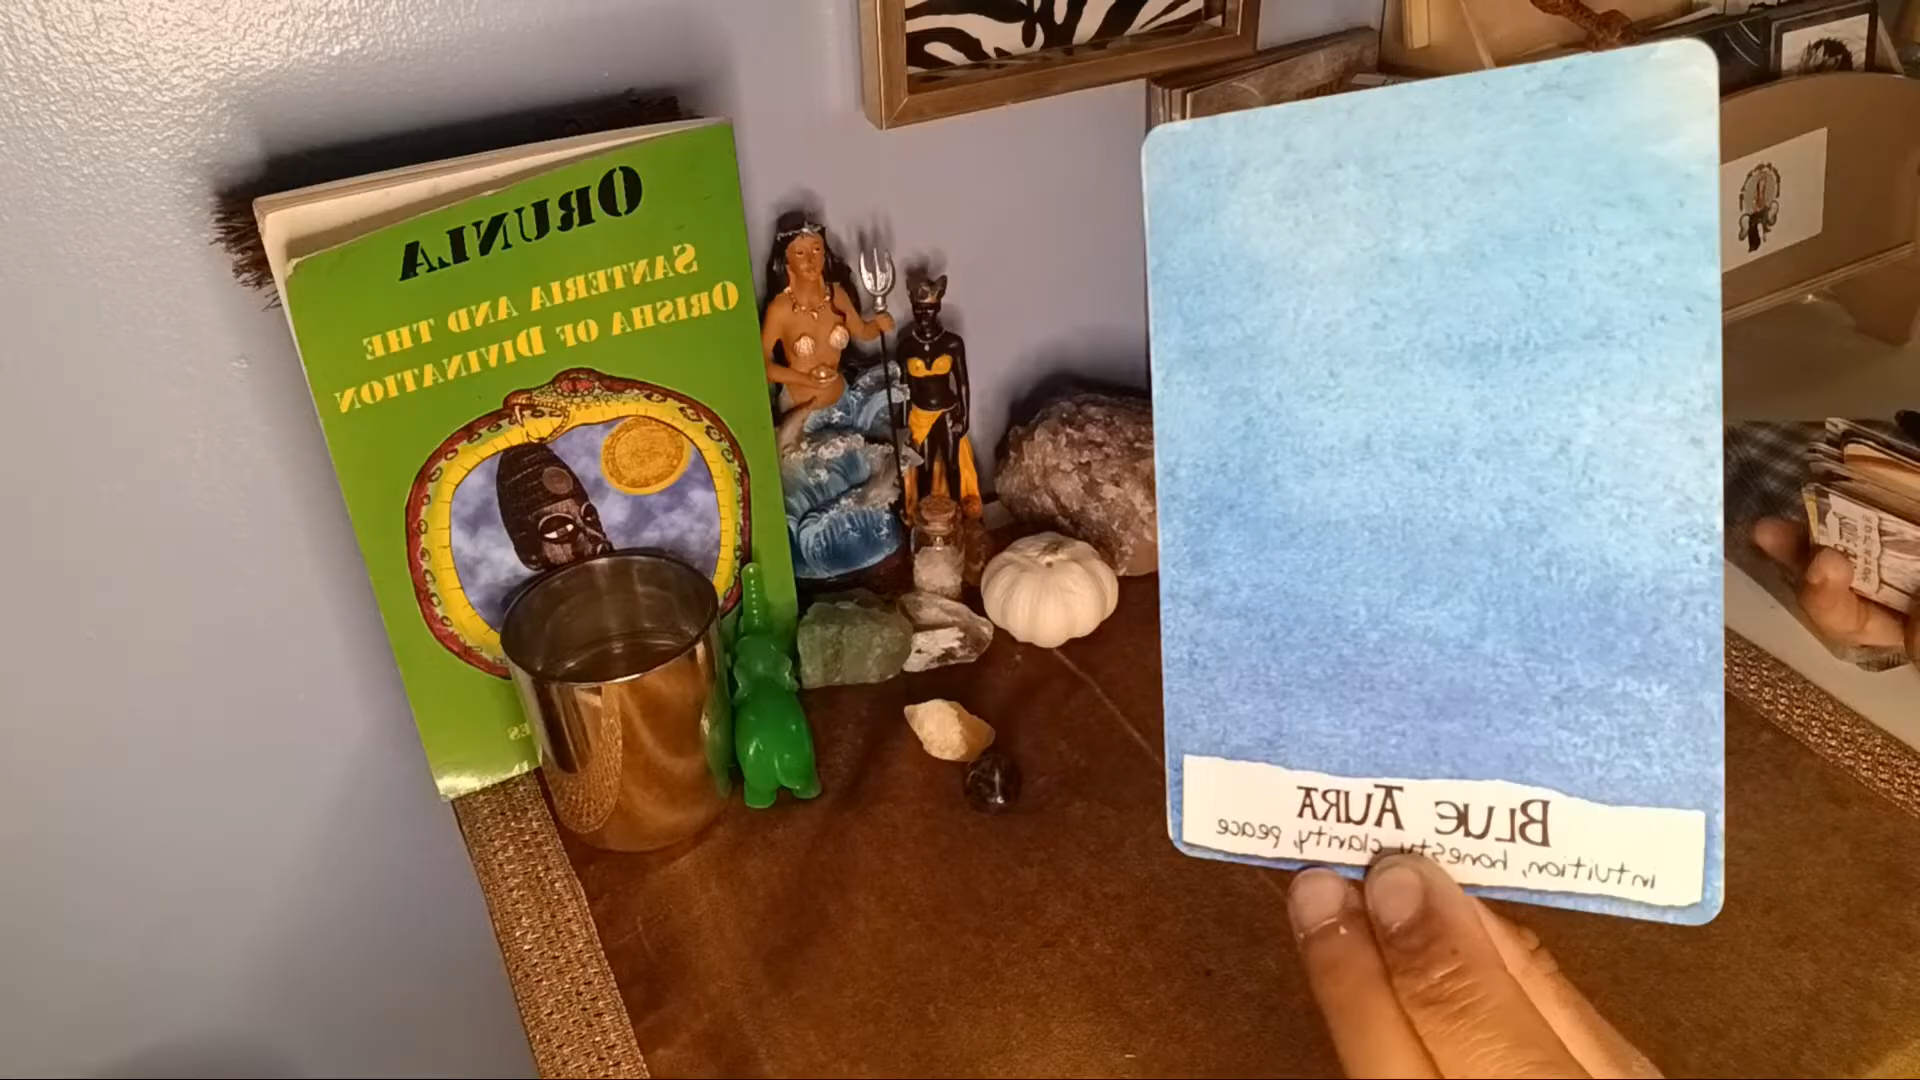 ORUNLA
SANTERIA AND THE
ORISHA OF DIVINATION
BLUE AURA
intuition, honesty, clarity, peace